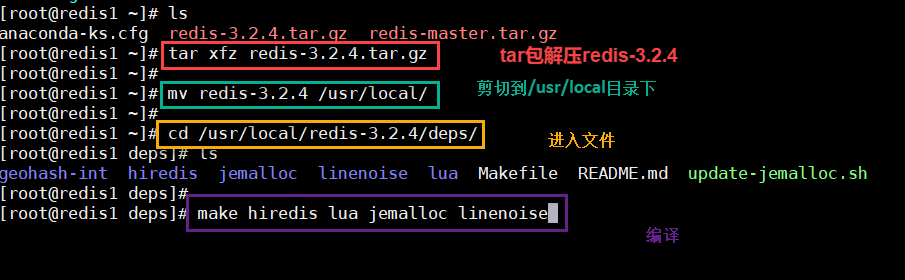 [root@redis1 ~]# ls
anaconda-ks.cfg  redis-3.2.4.tar.gz  redis-master.tar.gz
[root@redis1 ~]# tar xfz redis-3.2.4.tar.gz  tar包解压redis-3.2.4
[root@redis1 ~]#
[root@redis1 ~]# mv redis-3.2.4 /usr/local/  剪切到/usr/local目录下
[root@redis1 ~]#
[root@redis1 ~]# cd /usr/local/redis-3.2.4/deps/  进入文件
[root@redis1 deps]# ls
geohash-int  hiredis  jemalloc  linenoise  lua  Makefile  README.md  update-jemalloc.sh
[root@redis1 deps]#
[root@redis1 deps]# make hiredis lua jemalloc linenoise
编译